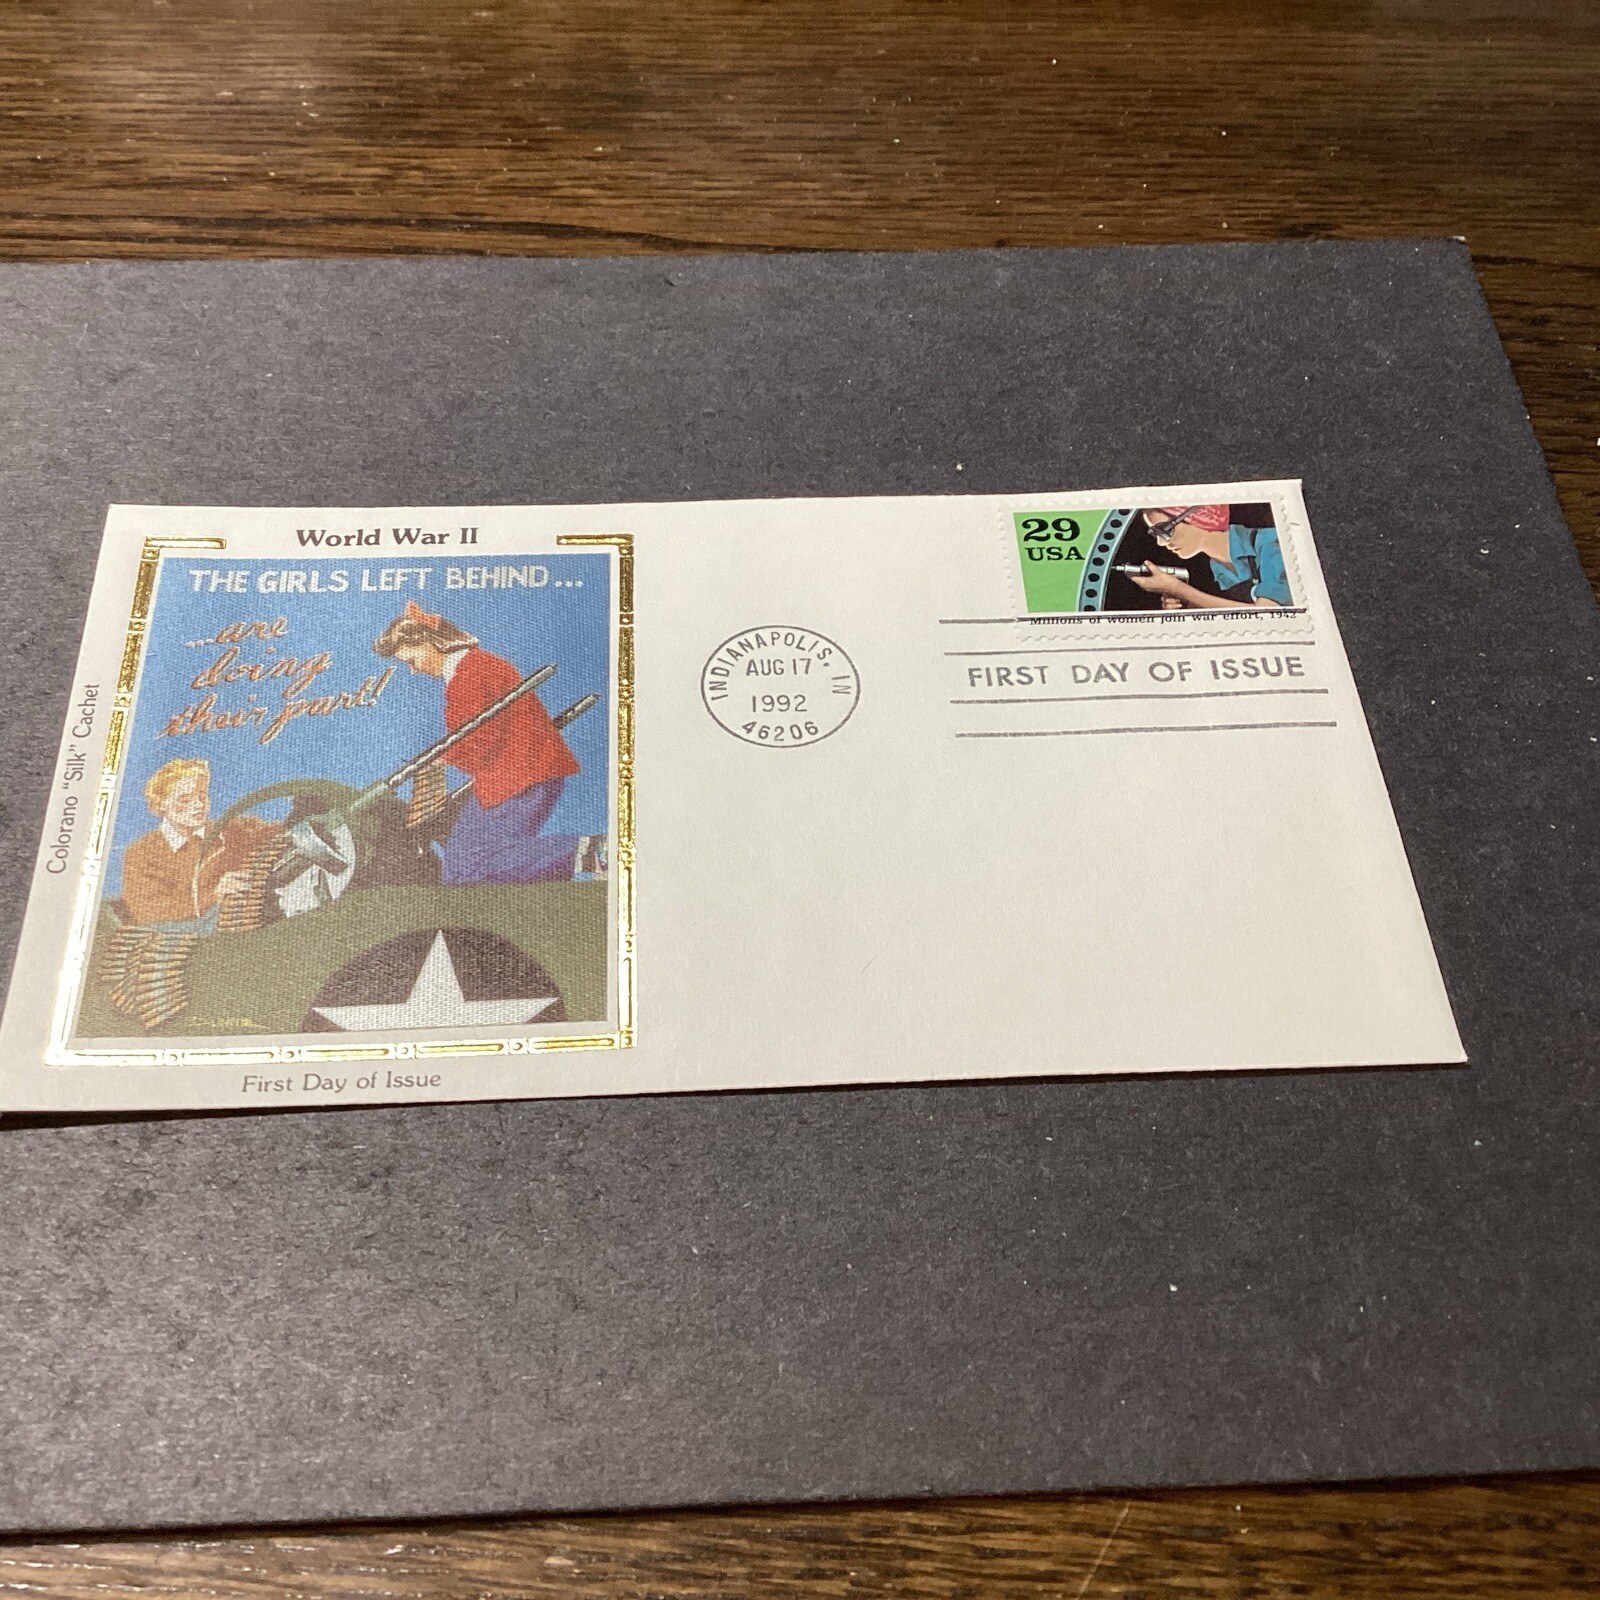 World War II
THE GIRLS LEFT BEHIND...
...are
doing
their part!
Colorano "Silk" Cachet
First Day of Issue
29
USA
Millions of women join war effort, 1942
INDIANAPOLIS, IN
AUG 17
1992
46206
FIRST DAY OF ISSUE